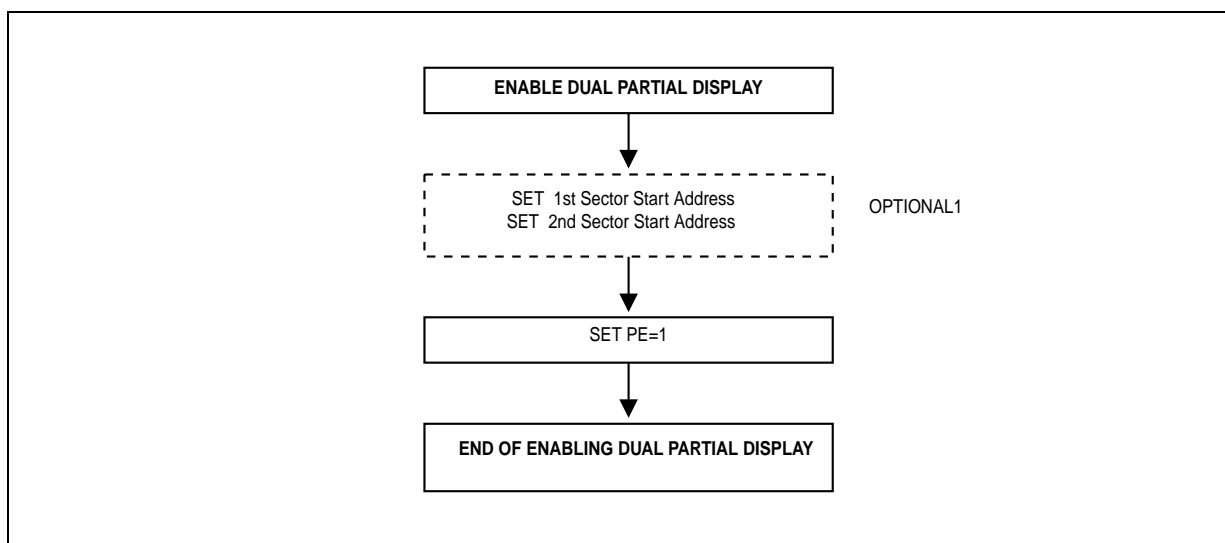 ENABLE DUAL PARTIAL DISPLAY
SET 1st Sector Start Address
SET 2nd Sector Start Address
OPTIONAL1
SET PE=1
END OF ENABLING DUAL PARTIAL DISPLAY